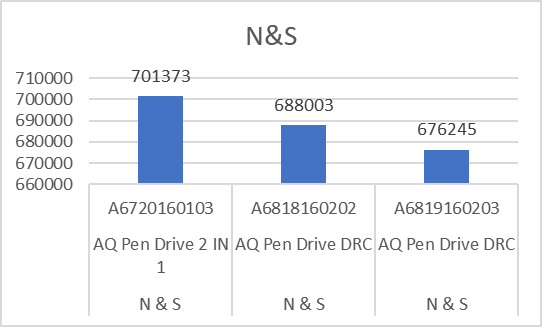 N&S
710000
700000
690000
680000
670000
660000
701373
688003
676245
A6720160103 A6818160202 A6819160203
AQ Pen Drive 2 IN AQ Pen Drive DRC AQ Pen Drive DRC
1
N & S N & S N & S